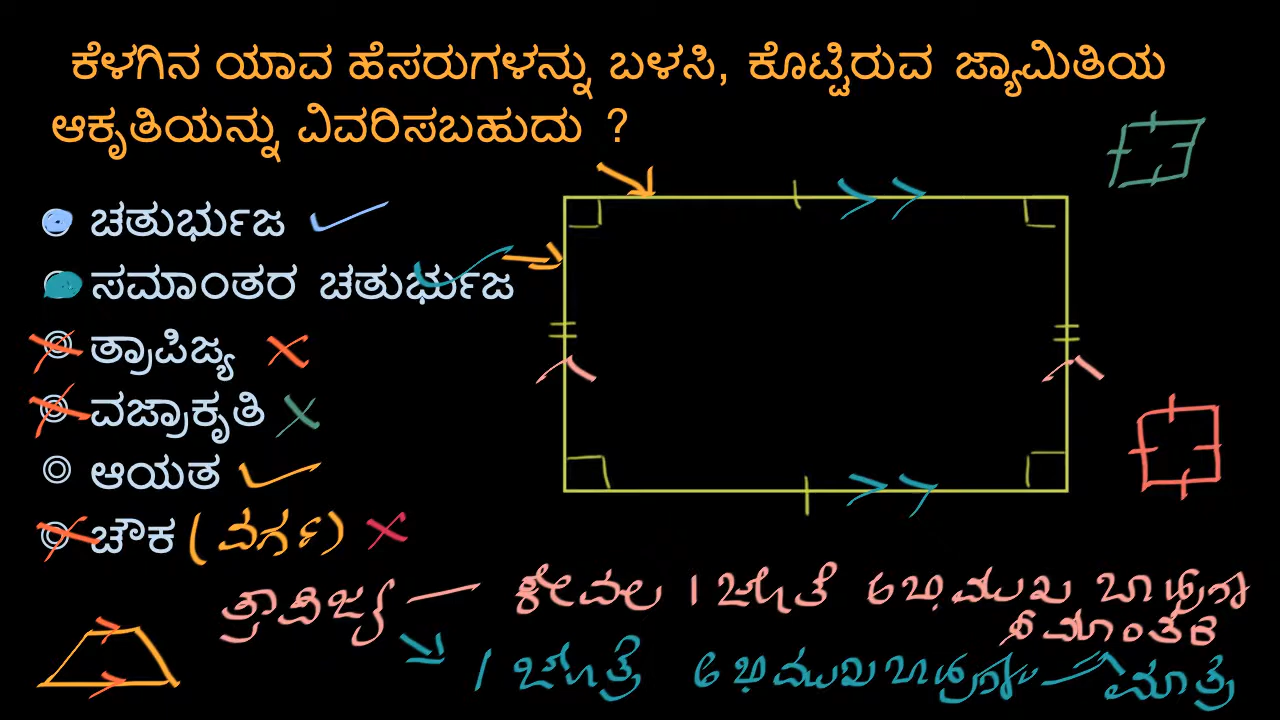 ಕೆಳಗಿನ ಯಾವ ಹೆಸರುಗಳನ್ನು ಬಳಸಿ, ಕೊಟ್ಟಿರುವ ಜ್ಯಾಮಿತಿಯ
ಆಕೃತಿಯನ್ನು ವಿವರಿಸಬಹುದು ?
ಚತುರ್ಭುಜ
ಸಮಾಂತರ ಚತುರ್ಭುಜ
ತ್ರಾಪಿಜ್ಯ
ವಜ್ರಾಕೃತಿ
ಆಯತ
ಚೌಕ (ವರ್ಗ)
ತ್ರಾಪಿಜ್ಯ — ಕೇವಲ 1 ಜೊತೆ ಅಭಿಮುಖ ಬಾಹುಗಳು
ಸಮಾಂತರ
1 ಜೊತೆ ಅಭಿಮುಖ ಬಾಹುಗಳು ಮಾತ್ರ